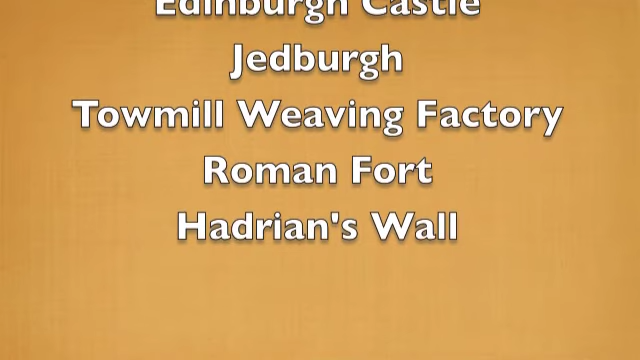 Edinburgh Castle
Jedburgh
Towmill Weaving Factory
Roman Fort
Hadrian's Wall